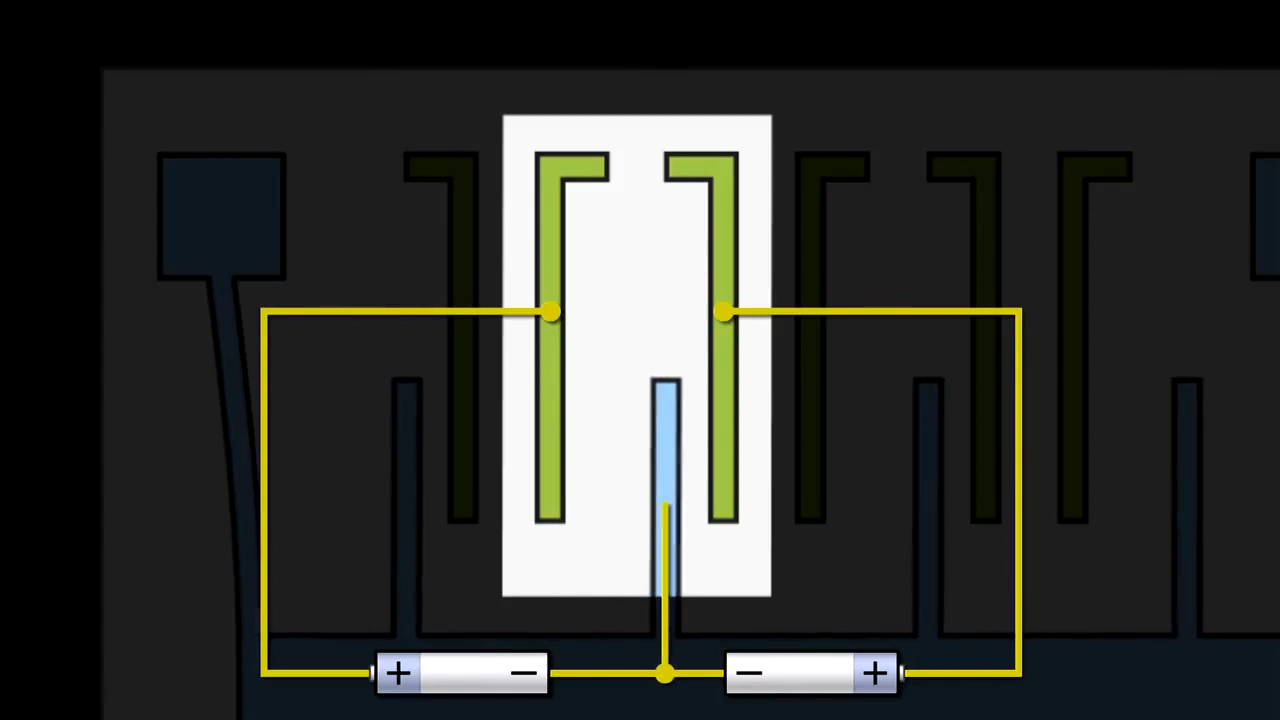 + − − +